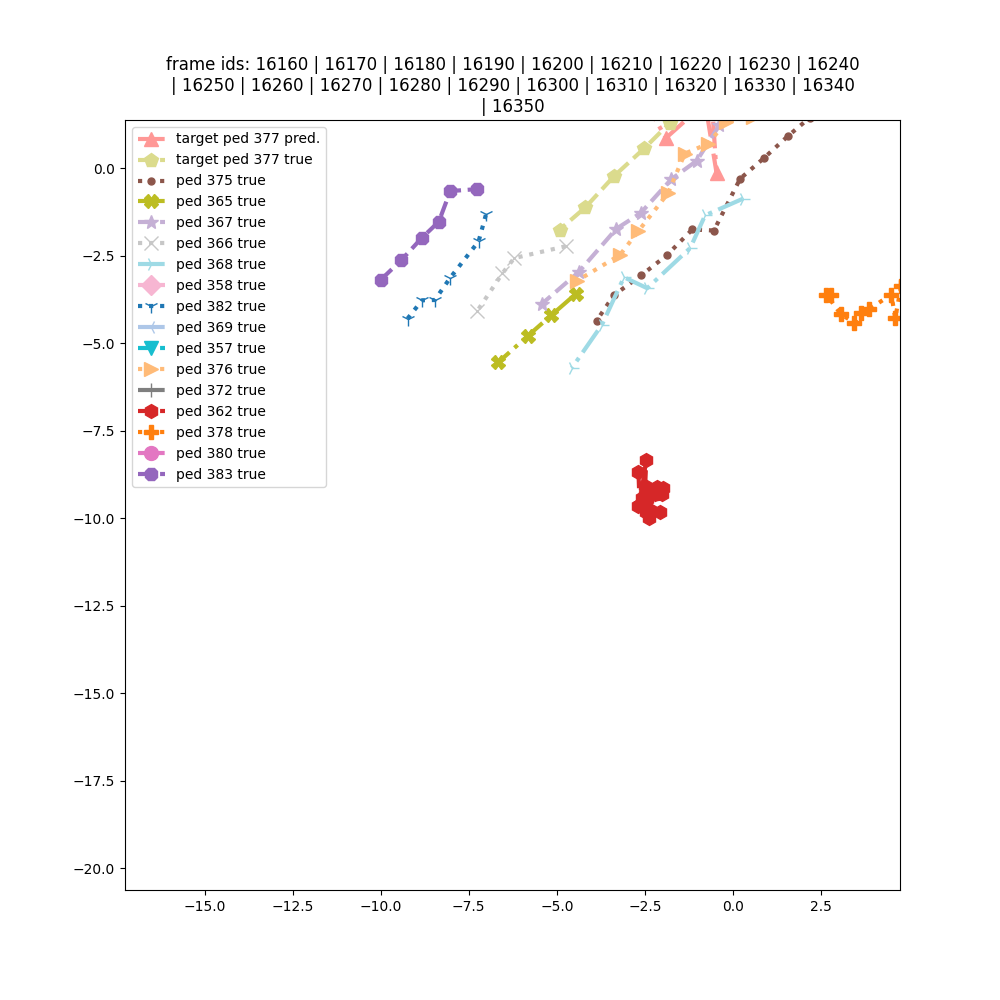 frame ids: 16160 | 16170 | 16180 | 16190 | 16200 | 16210 | 16220 | 16230 | 16240
| 16250 | 16260 | 16270 | 16280 | 16290 | 16300 | 16310 | 16320 | 16330 | 16340
| 16350
target ped 377 pred.
target ped 377 true
ped 375 true
ped 365 true
ped 367 true
ped 366 true
ped 368 true
ped 358 true
ped 382 true
ped 369 true
ped 357 true
ped 376 true
ped 372 true
ped 362 true
ped 378 true
ped 380 true
ped 383 true
0.0
−2.5
−5.0
−7.5
−10.0
−12.5
−15.0
−17.5
−20.0
−15.0 −12.5 −10.0 −7.5 −5.0 −2.5 0.0 2.5